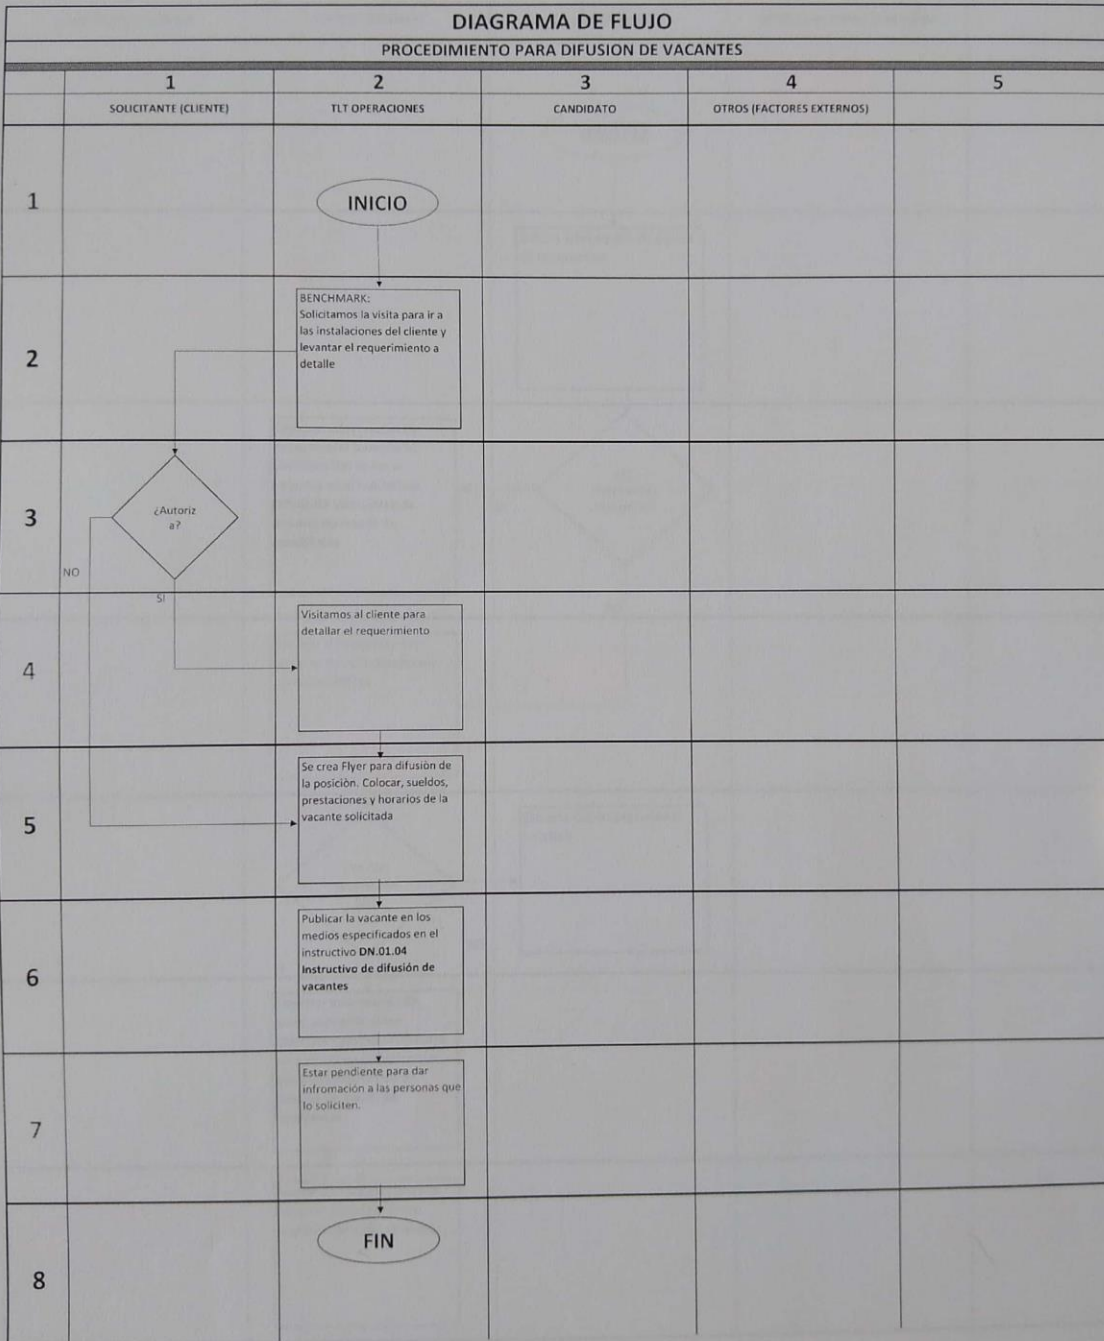 DIAGRAMA DE FLUJO
PROCEDIMIENTO PARA DIFUSION DE VACANTES
1 2 3 4 5
SOLICITANTE (CLIENTE) TLT OPERACIONES CANDIDATO OTROS (FACTORES EXTERNOS)
1
INICIO
2
BENCHMARK:
Solicitamos la visita para ir a
las instalaciones del cliente y
levantar el requerimiento a
detalle
3
¿Autoriz
a?
NO
SI
4
Visitamos al cliente para
detallar el requerimiento
5
Se crea Flyer para difusión de
la posición. Colocar, sueldos,
prestaciones y horarios de la
vacante solicitada
6
Publicar la vacante en los
medios especificados en el
instructivo DN.01.04
Instructivo de difusión de
vacantes
7
Estar pendiente para dar
infromación a las personas que
lo soliciten.
8
FIN